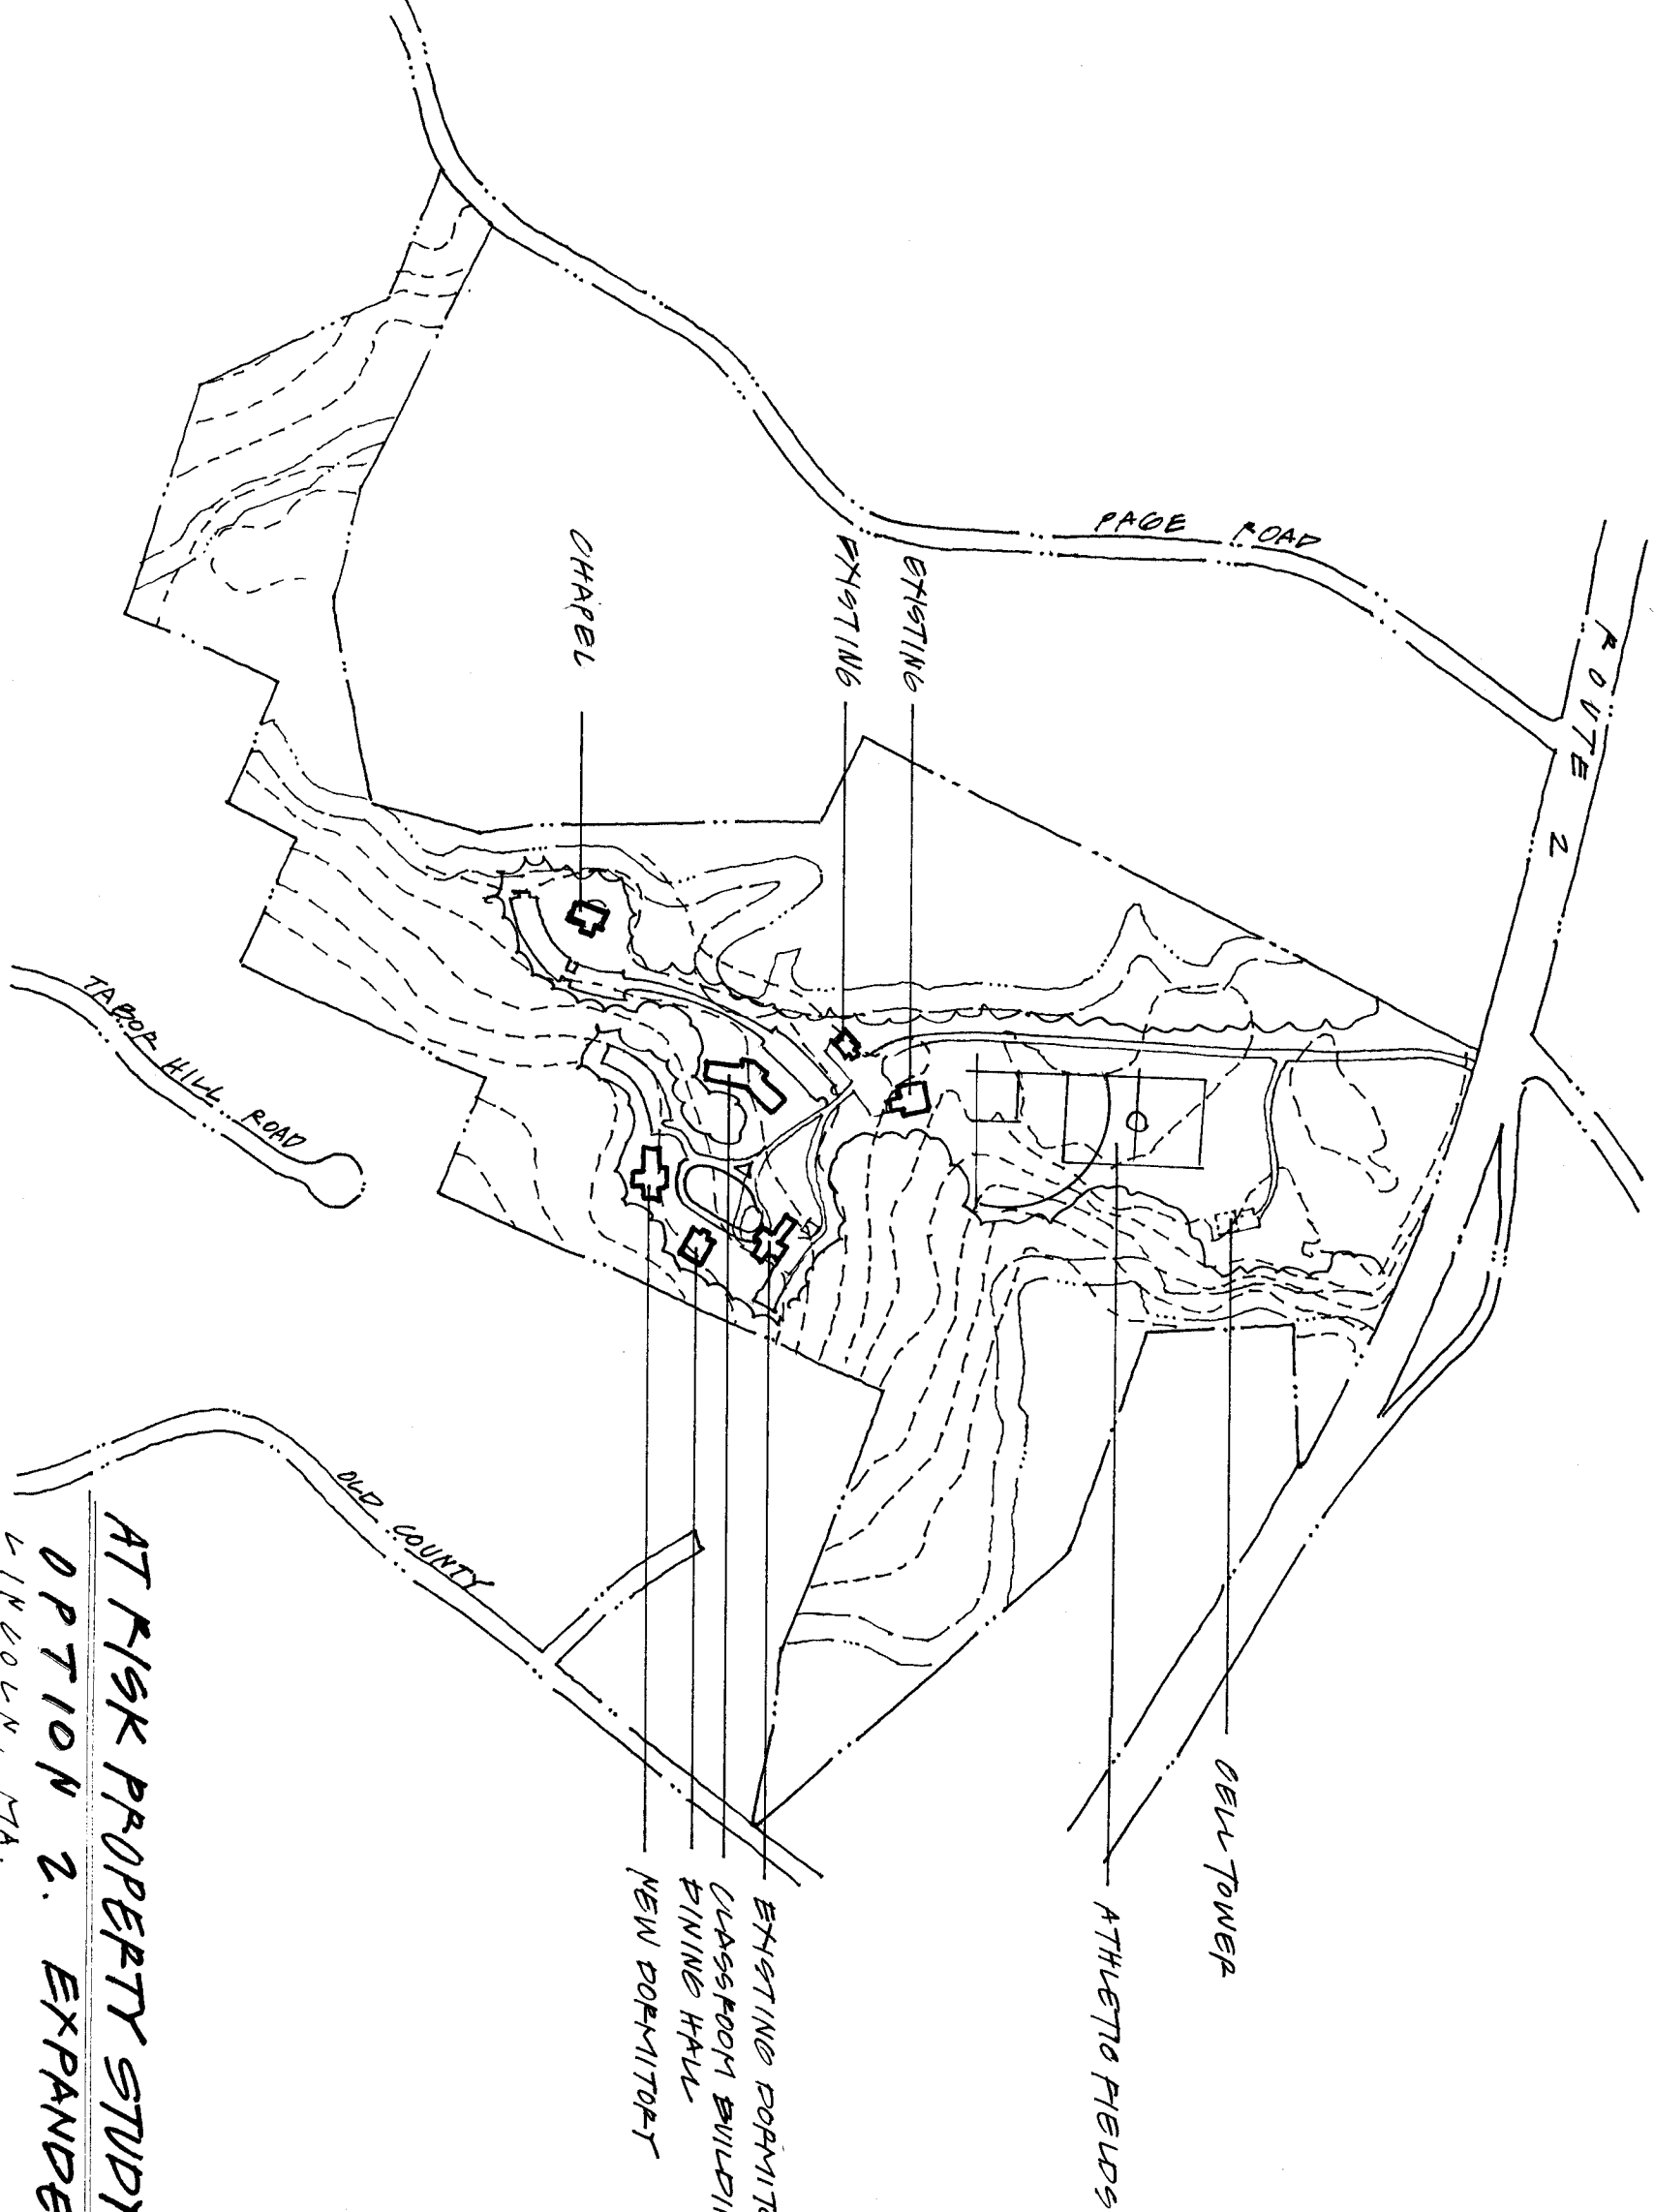 ROUTE 2
PAGE ROAD
EXISTING
EXISTING
CHAPEL
CELL TOWER
ATHLETIC FIELDS
EXISTING DORMITO
CLASSROOM BUILDI
DINING HALL
NEW DORMITORY
TABOR HILL ROAD
OLD COUNTY
AT RISK PROPERTY STUDY
OPTION 2. EXPANDE
LINCOLN, MA.